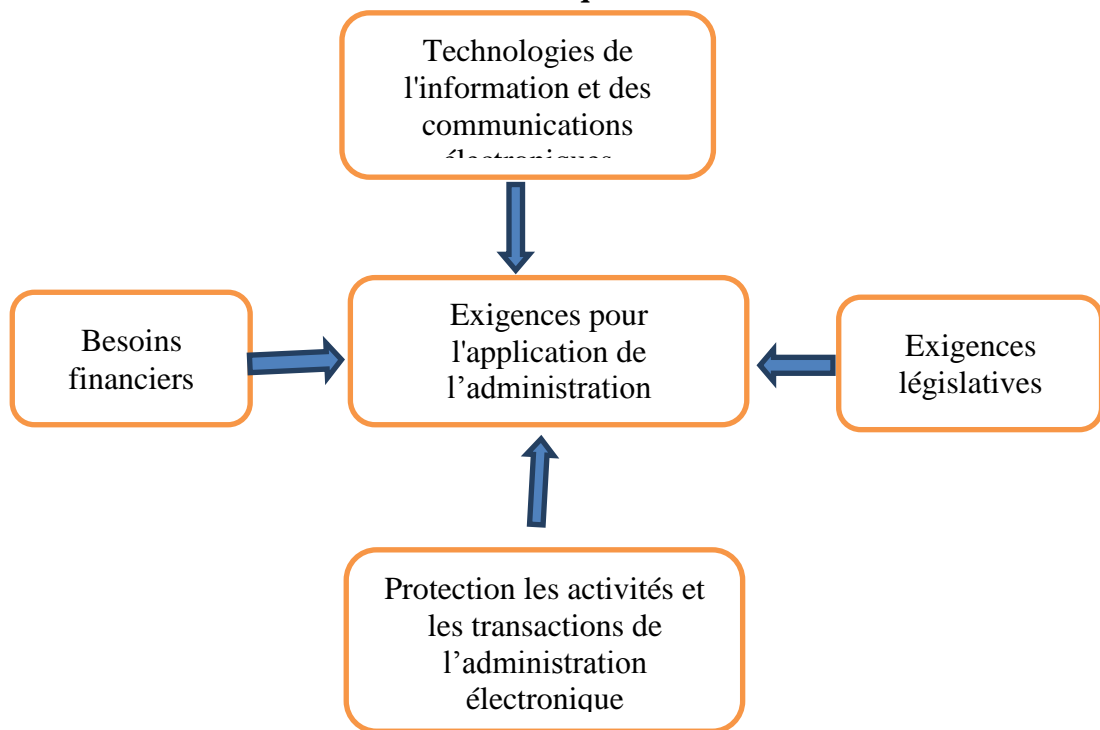 Technologies de
l'information et des
communications
électroniques
Besoins
financiers
Exigences pour
l'application de
l’administration
Exigences
législatives
Protection les activités et
les transactions de
l’administration
électronique